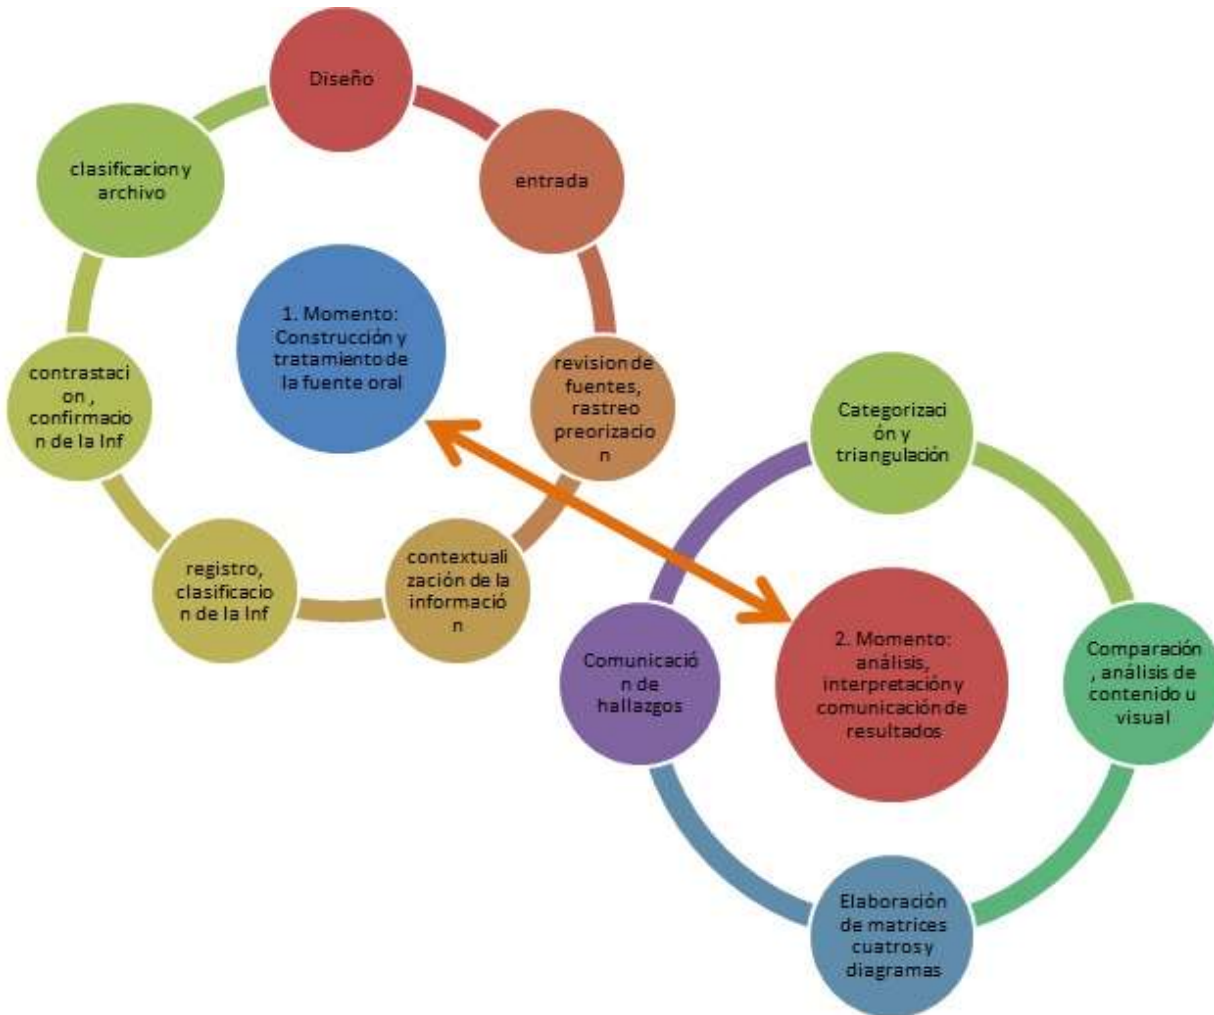 Diseño
entrada
clasificacion y
archivo
1. Momento:
Construcción y
tratamiento de
la fuente oral
revision de
fuentes,
rastreo
preorizacio
n
contrastaci
on ,
confirmacio
n de la Inf
registro,
clasificacio
n de la Inf
contextuali
zación de la
informació
n
Categorizaci
ón y
triangulación
2. Momento:
análisis,
interpretación y
comunicación de
resultados
Comparación
, análisis de
contenido u
visual
Comunicació
n de
hallazgos
Elaboración
de matrices
cuatros y
diagramas